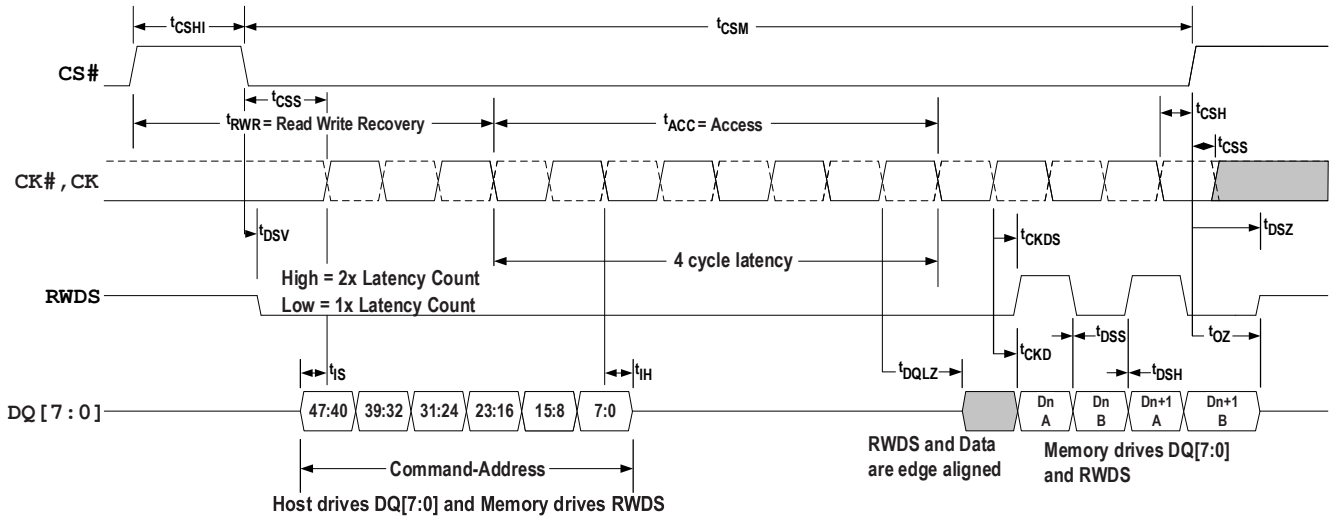 tCSHI
tCSM
CS#
tCSS
tRWR = Read Write Recovery
tACC = Access
tCSH
tCSS
CK#,CK
tDSV
tCKDS
tDSZ
4 cycle latency
High = 2x Latency Count
Low = 1x Latency Count
RWDS
tCKD
tDSS
tOZ
tIS
tIH
tDQLZ
tDSH
DQ[7:0]
47:40 39:32 31:24 23:16 15:8 7:0
Dn A
Dn B
Dn+1 A
Dn+1 B
Command-Address
RWDS and Data
are edge aligned
Memory drives DQ[7:0]
and RWDS
Host drives DQ[7:0] and Memory drives RWDS